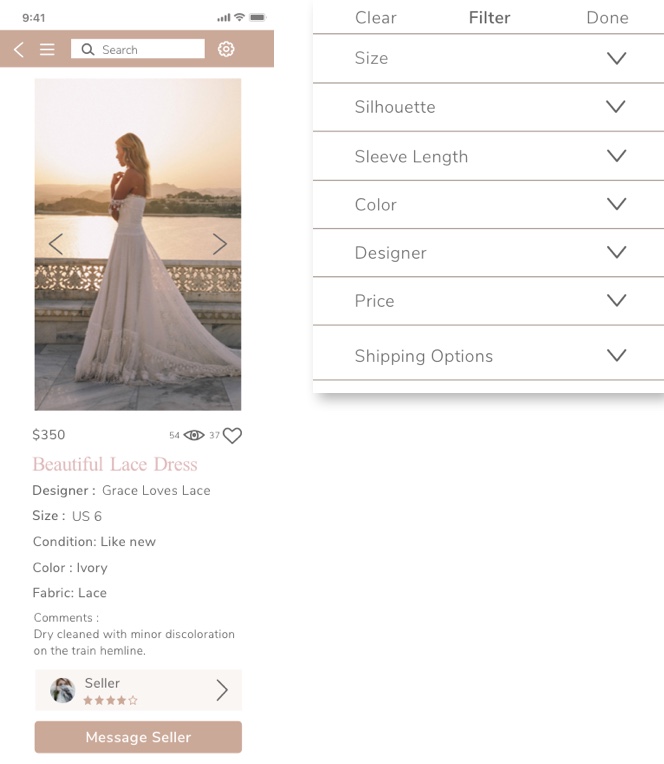 9:41
Search
$350
54
37
Beautiful Lace Dress
Designer : Grace Loves Lace
Size : US 6
Condition: Like new
Color : Ivory
Fabric: Lace
Comments :
Dry cleaned with minor discoloration
on the train hemline.
Seller
Message Seller
Clear Filter Done
Size
Silhouette
Sleeve Length
Color
Designer
Price
Shipping Options